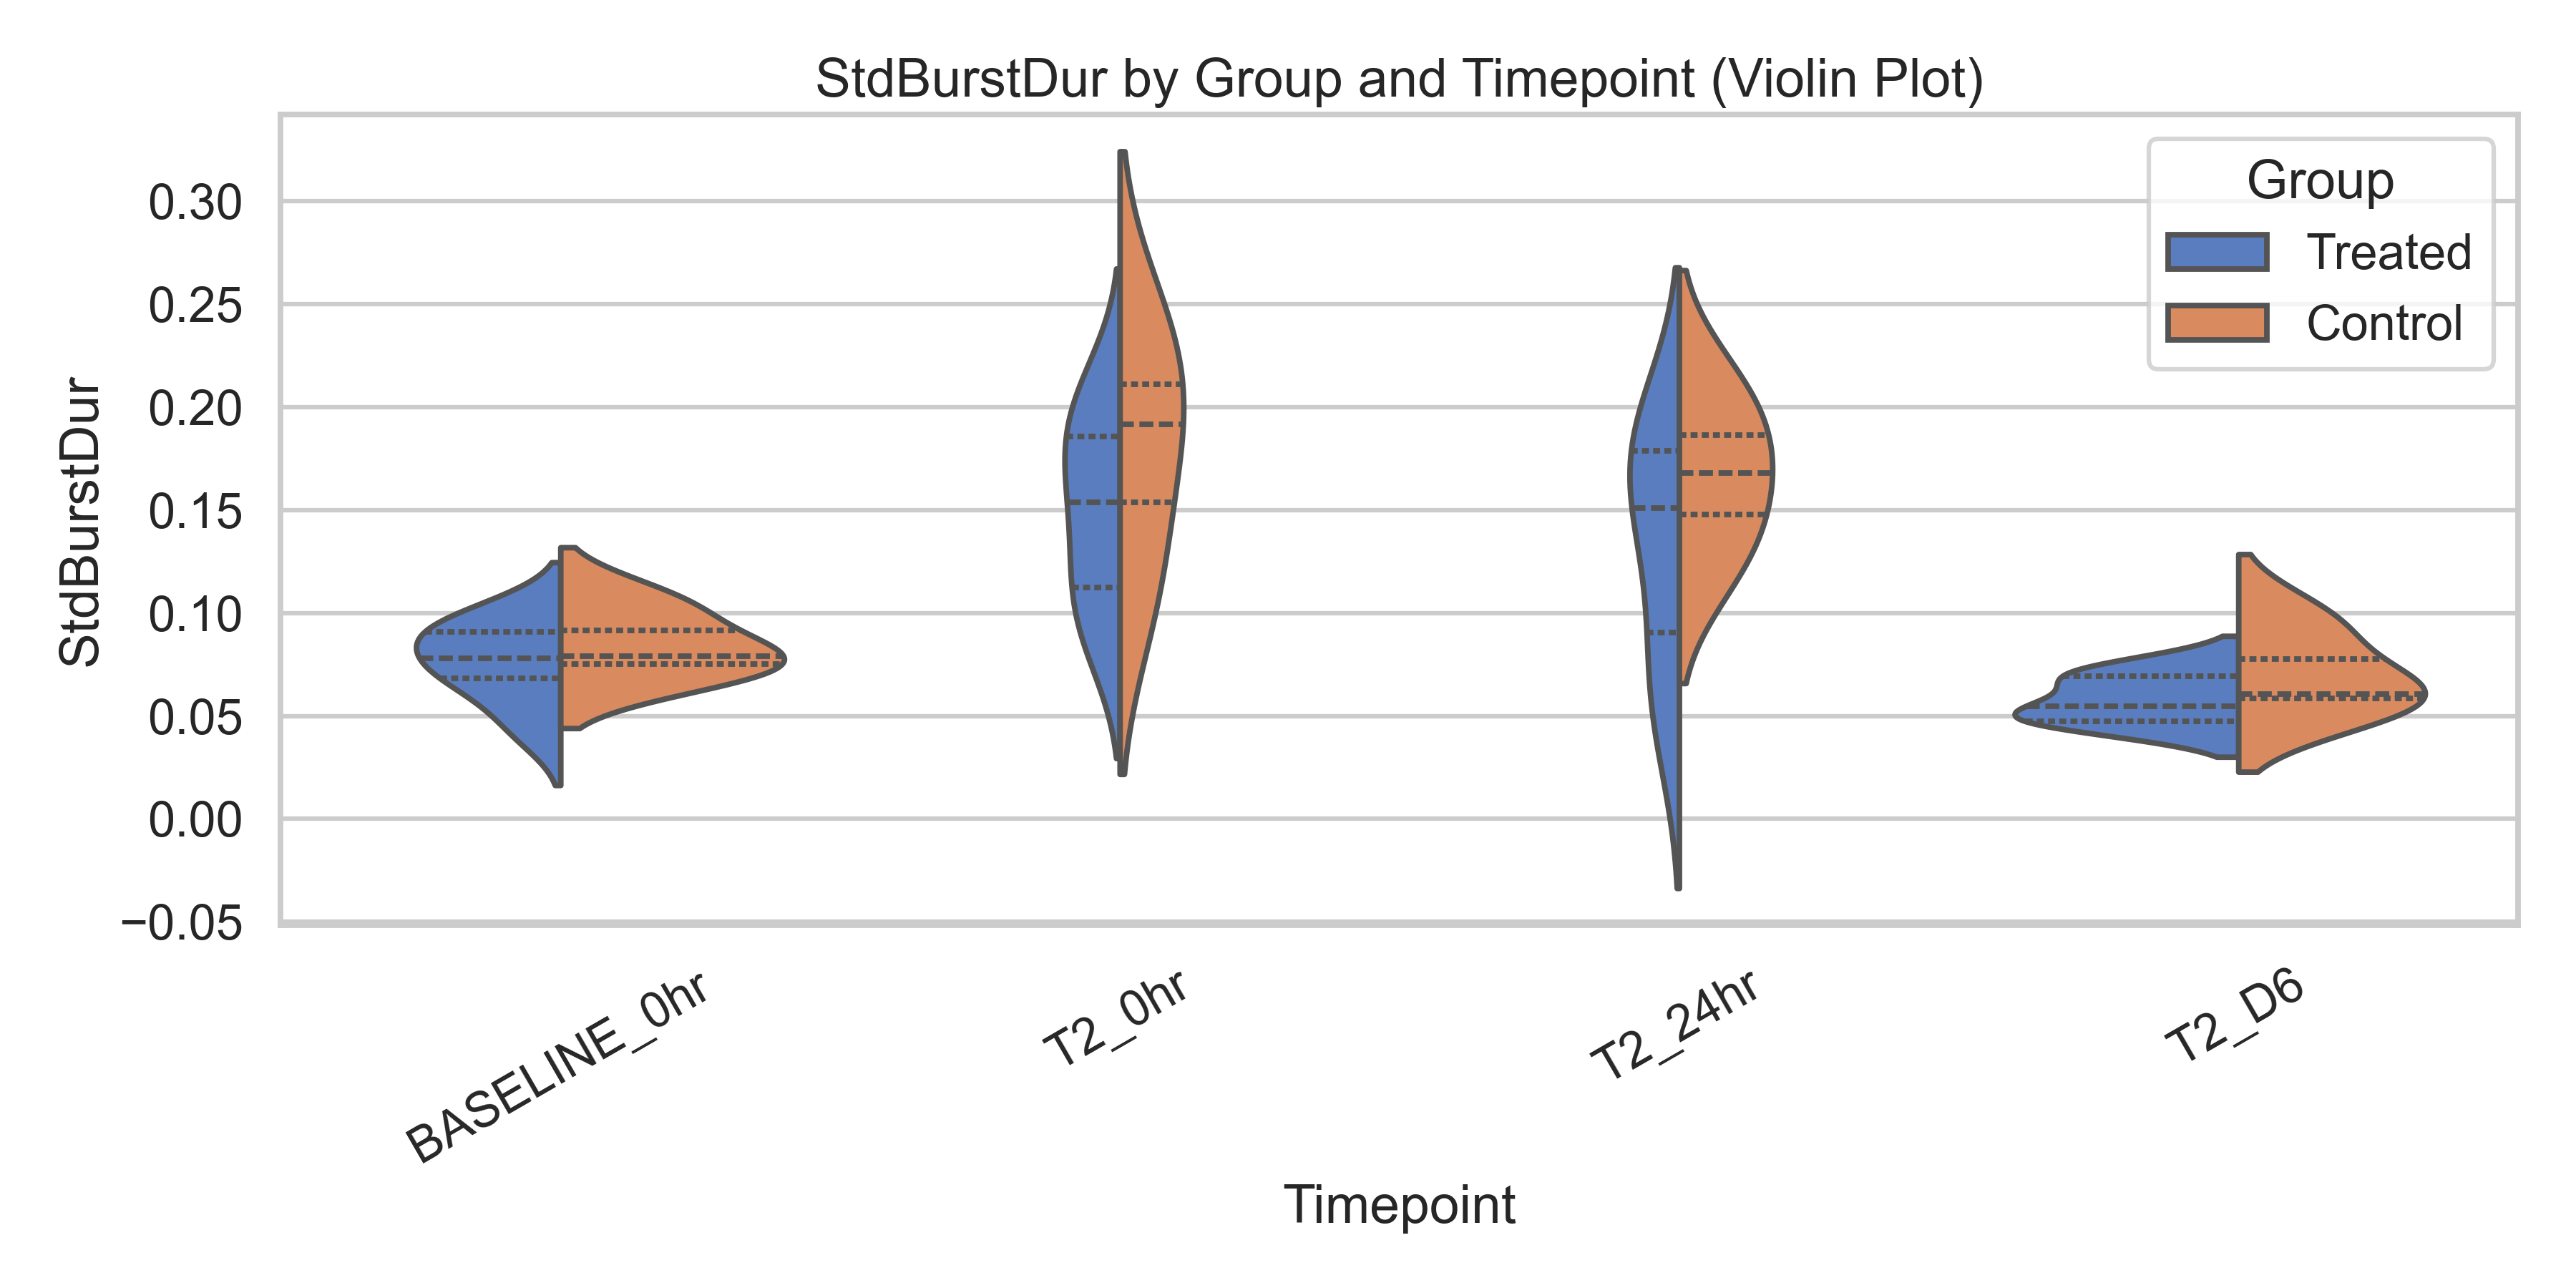 StdBurstDur by Group and Timepoint (Violin Plot)
Group
Treated
Control
StdBurstDur
0.30
0.25
0.20
0.15
0.10
0.05
0.00
−0.05
BASELINE_0hr
T2_0hr
T2_24hr
T2_D6
Timepoint